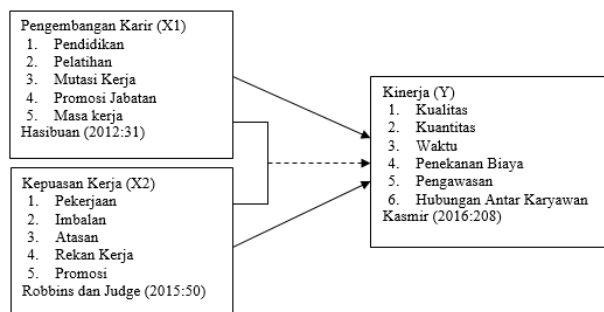 Pengembangan Karir (X1)
1. Pendidikan
2. Pelatihan
3. Mutasi Kerja
4. Promosi Jabatan
5. Masa kerja
Hasibuan (2012:31)
Kepuasan Kerja (X2)
1. Pekerjaan
2. Imbalan
3. Atasan
4. Rekan Kerja
5. Promosi
Robbins dan Judge (2015:50)
Kinerja (Y)
1. Kualitas
2. Kuantitas
3. Waktu
4. Penekanan Biaya
5. Pengawasan
6. Hubungan Antar Karyawan
Kasmir (2016:208)